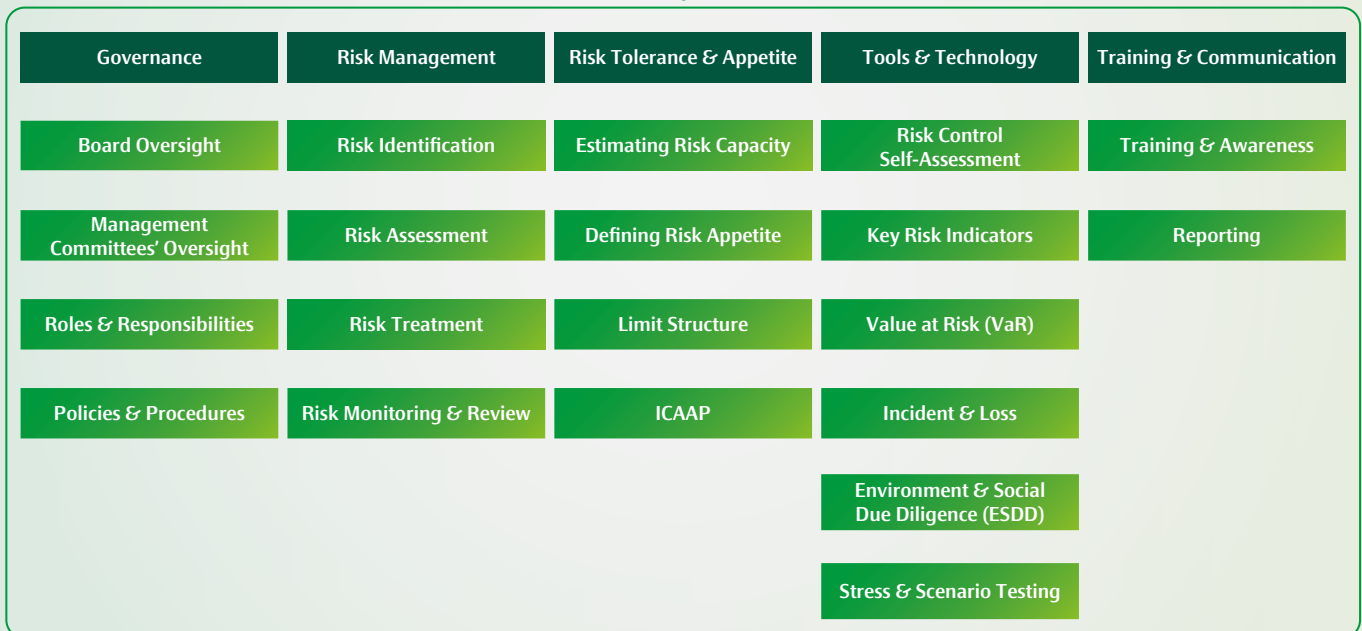 Governance
Risk Management
Risk Tolerance & Appetite
Tools & Technology
Training & Communication
Board Oversight
Risk Identification
Estimating Risk Capacity
Risk Control
Self-Assessment
Training & Awareness
Management
Committees’ Oversight
Risk Assessment
Defining Risk Appetite
Key Risk Indicators
Reporting
Roles & Responsibilities
Risk Treatment
Limit Structure
Value at Risk (VaR)
Policies & Procedures
Risk Monitoring & Review
ICAAP
Incident & Loss
Environment & Social
Due Diligence (ESDD)
Stress & Scenario Testing